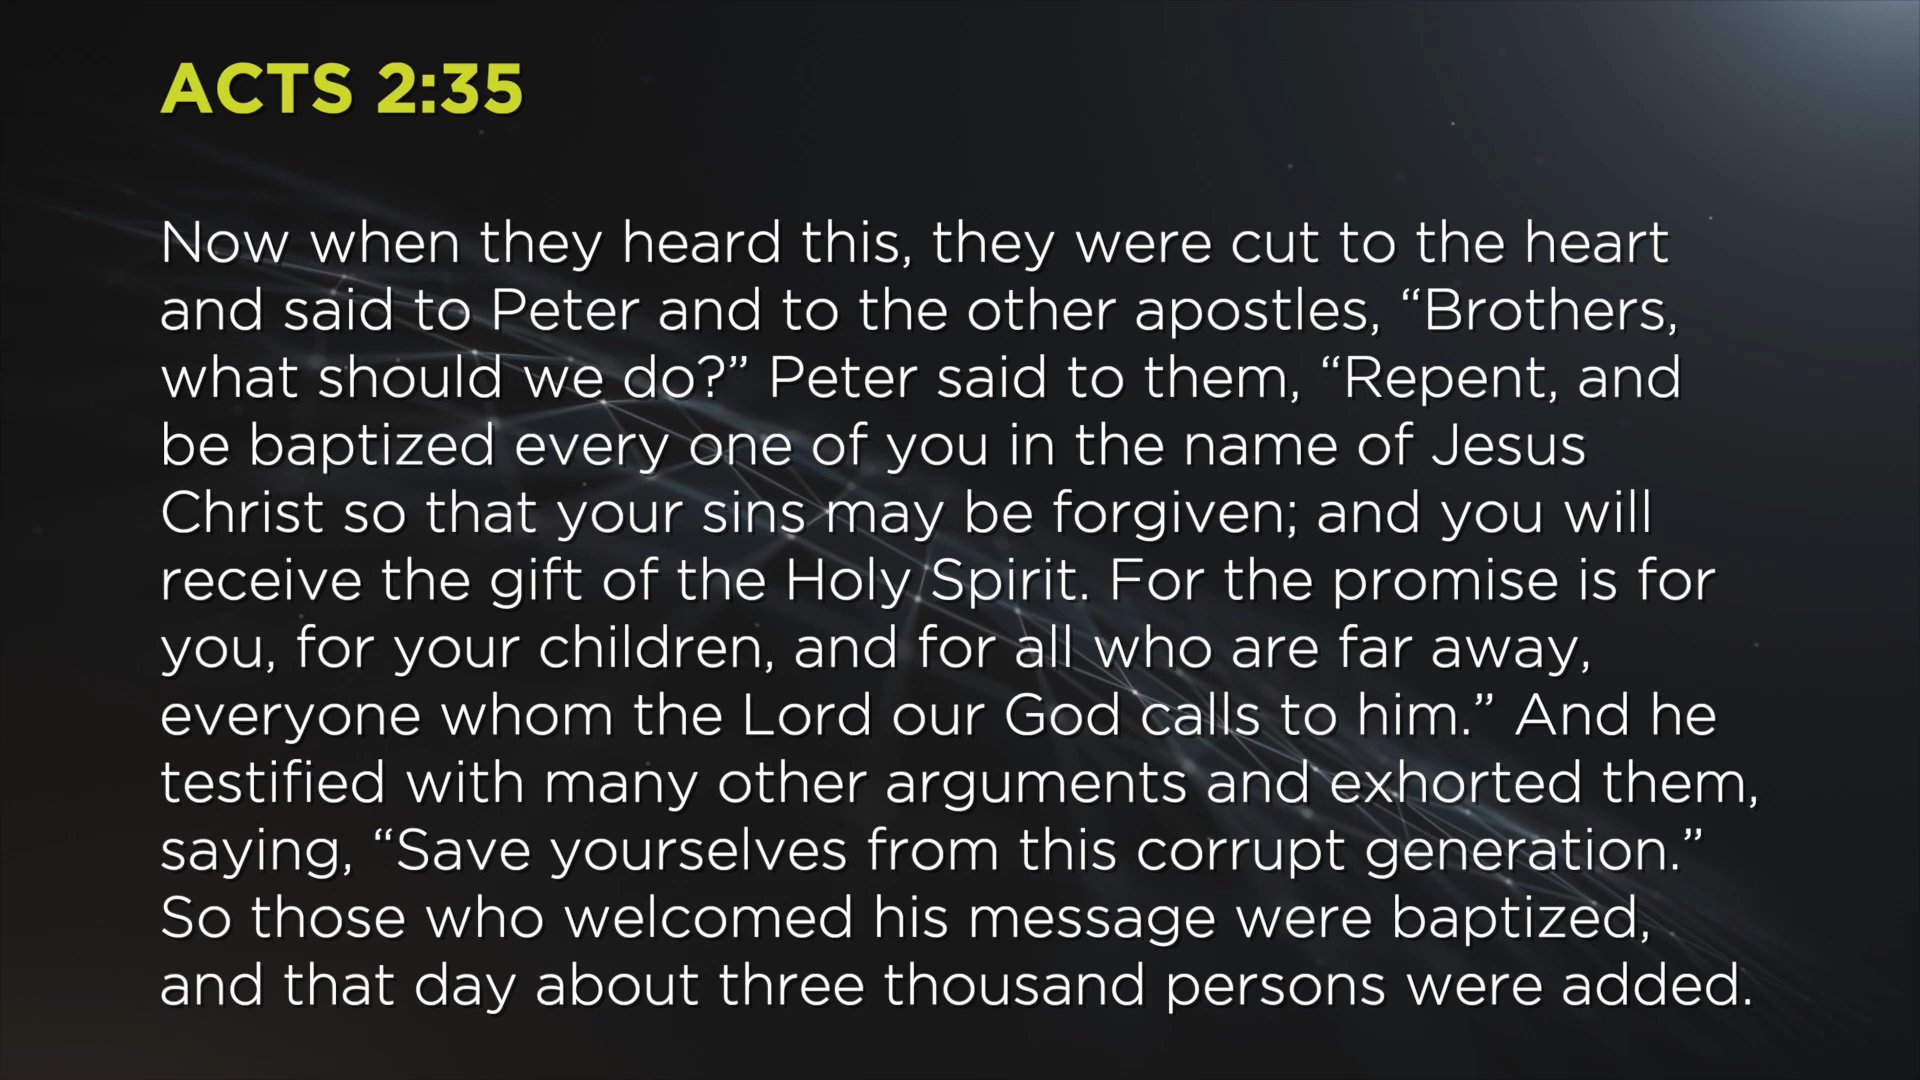 ACTS 2:35
Now when they heard this, they were cut to the heart
and said to Peter and to the other apostles, “Brothers,
what should we do?” Peter said to them, “Repent, and
be baptized every one of you in the name of Jesus
Christ so that your sins may be forgiven; and you will
receive the gift of the Holy Spirit. For the promise is for
you, for your children, and for all who are far away,
everyone whom the Lord our God calls to him.” And he
testified with many other arguments and exhorted them,
saying, “Save yourselves from this corrupt generation.”
So those who welcomed his message were baptized,
and that day about three thousand persons were added.